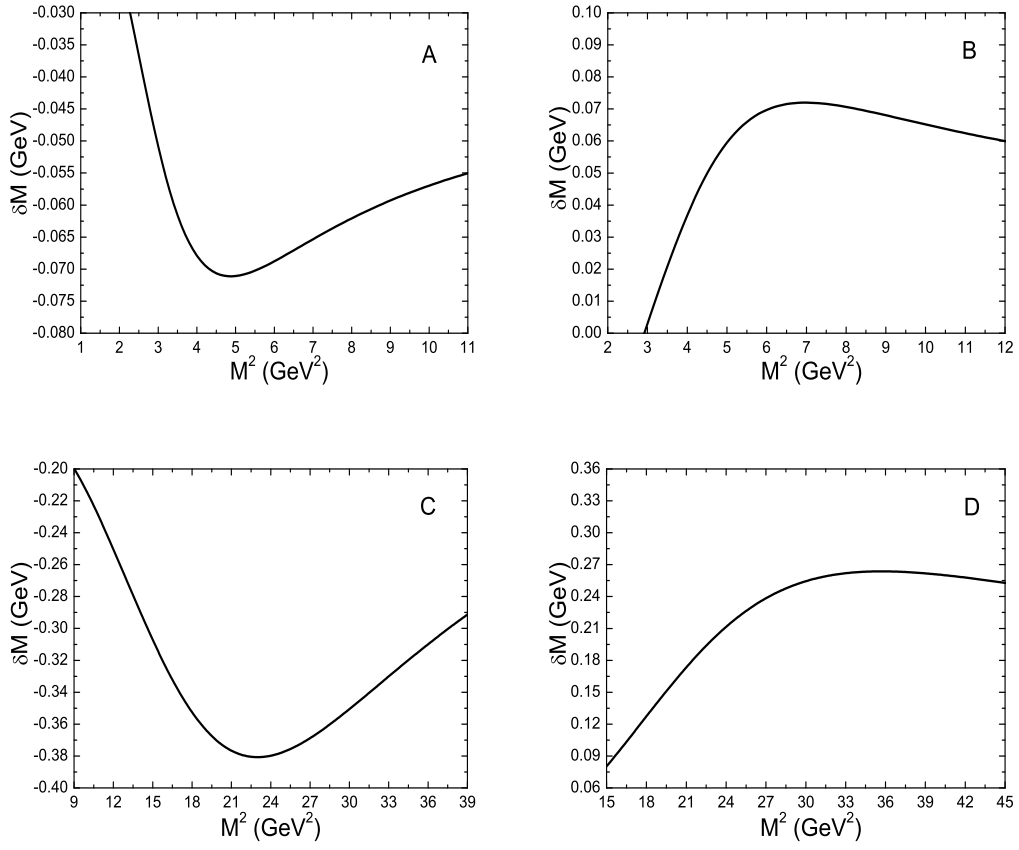 A
δM (GeV)
-0.030
-0.035
-0.040
-0.045
-0.050
-0.055
-0.060
-0.065
-0.070
-0.075
-0.080
1 2 3 4 5 6 7 8 9 10 11
M² (GeV²)
B
δM (GeV)
0.10
0.09
0.08
0.07
0.06
0.05
0.04
0.03
0.02
0.01
0.00
2 3 4 5 6 7 8 9 10 11 12
M² (GeV²)
C
δM (GeV)
-0.20
-0.22
-0.24
-0.26
-0.28
-0.30
-0.32
-0.34
-0.36
-0.38
-0.40
9 12 15 18 21 24 27 30 33 36 39
M² (GeV²)
D
δM (GeV)
0.36
0.33
0.30
0.27
0.24
0.21
0.18
0.15
0.12
0.09
0.06
15 18 21 24 27 30 33 36 39 42 45
M² (GeV²)